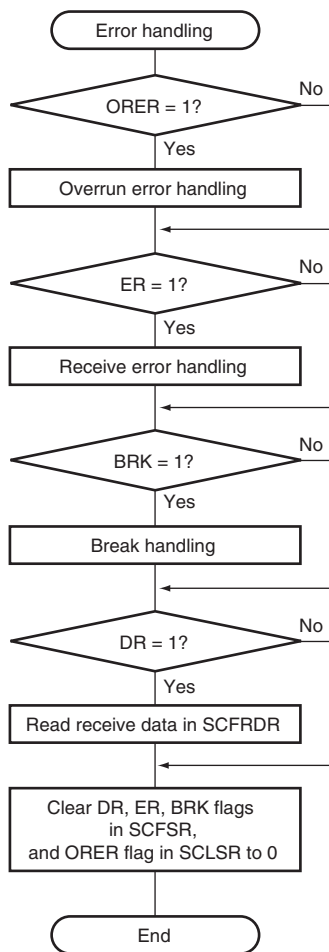 Error handling
No
ORER = 1?
Yes
Overrun error handling
No
ER = 1?
Yes
Receive error handling
No
BRK = 1?
Yes
Break handling
No
DR = 1?
Yes
Read receive data in SCFRDR
Clear DR, ER, BRK flags
in SCFSR,
and ORER flag in SCLSR to 0
End